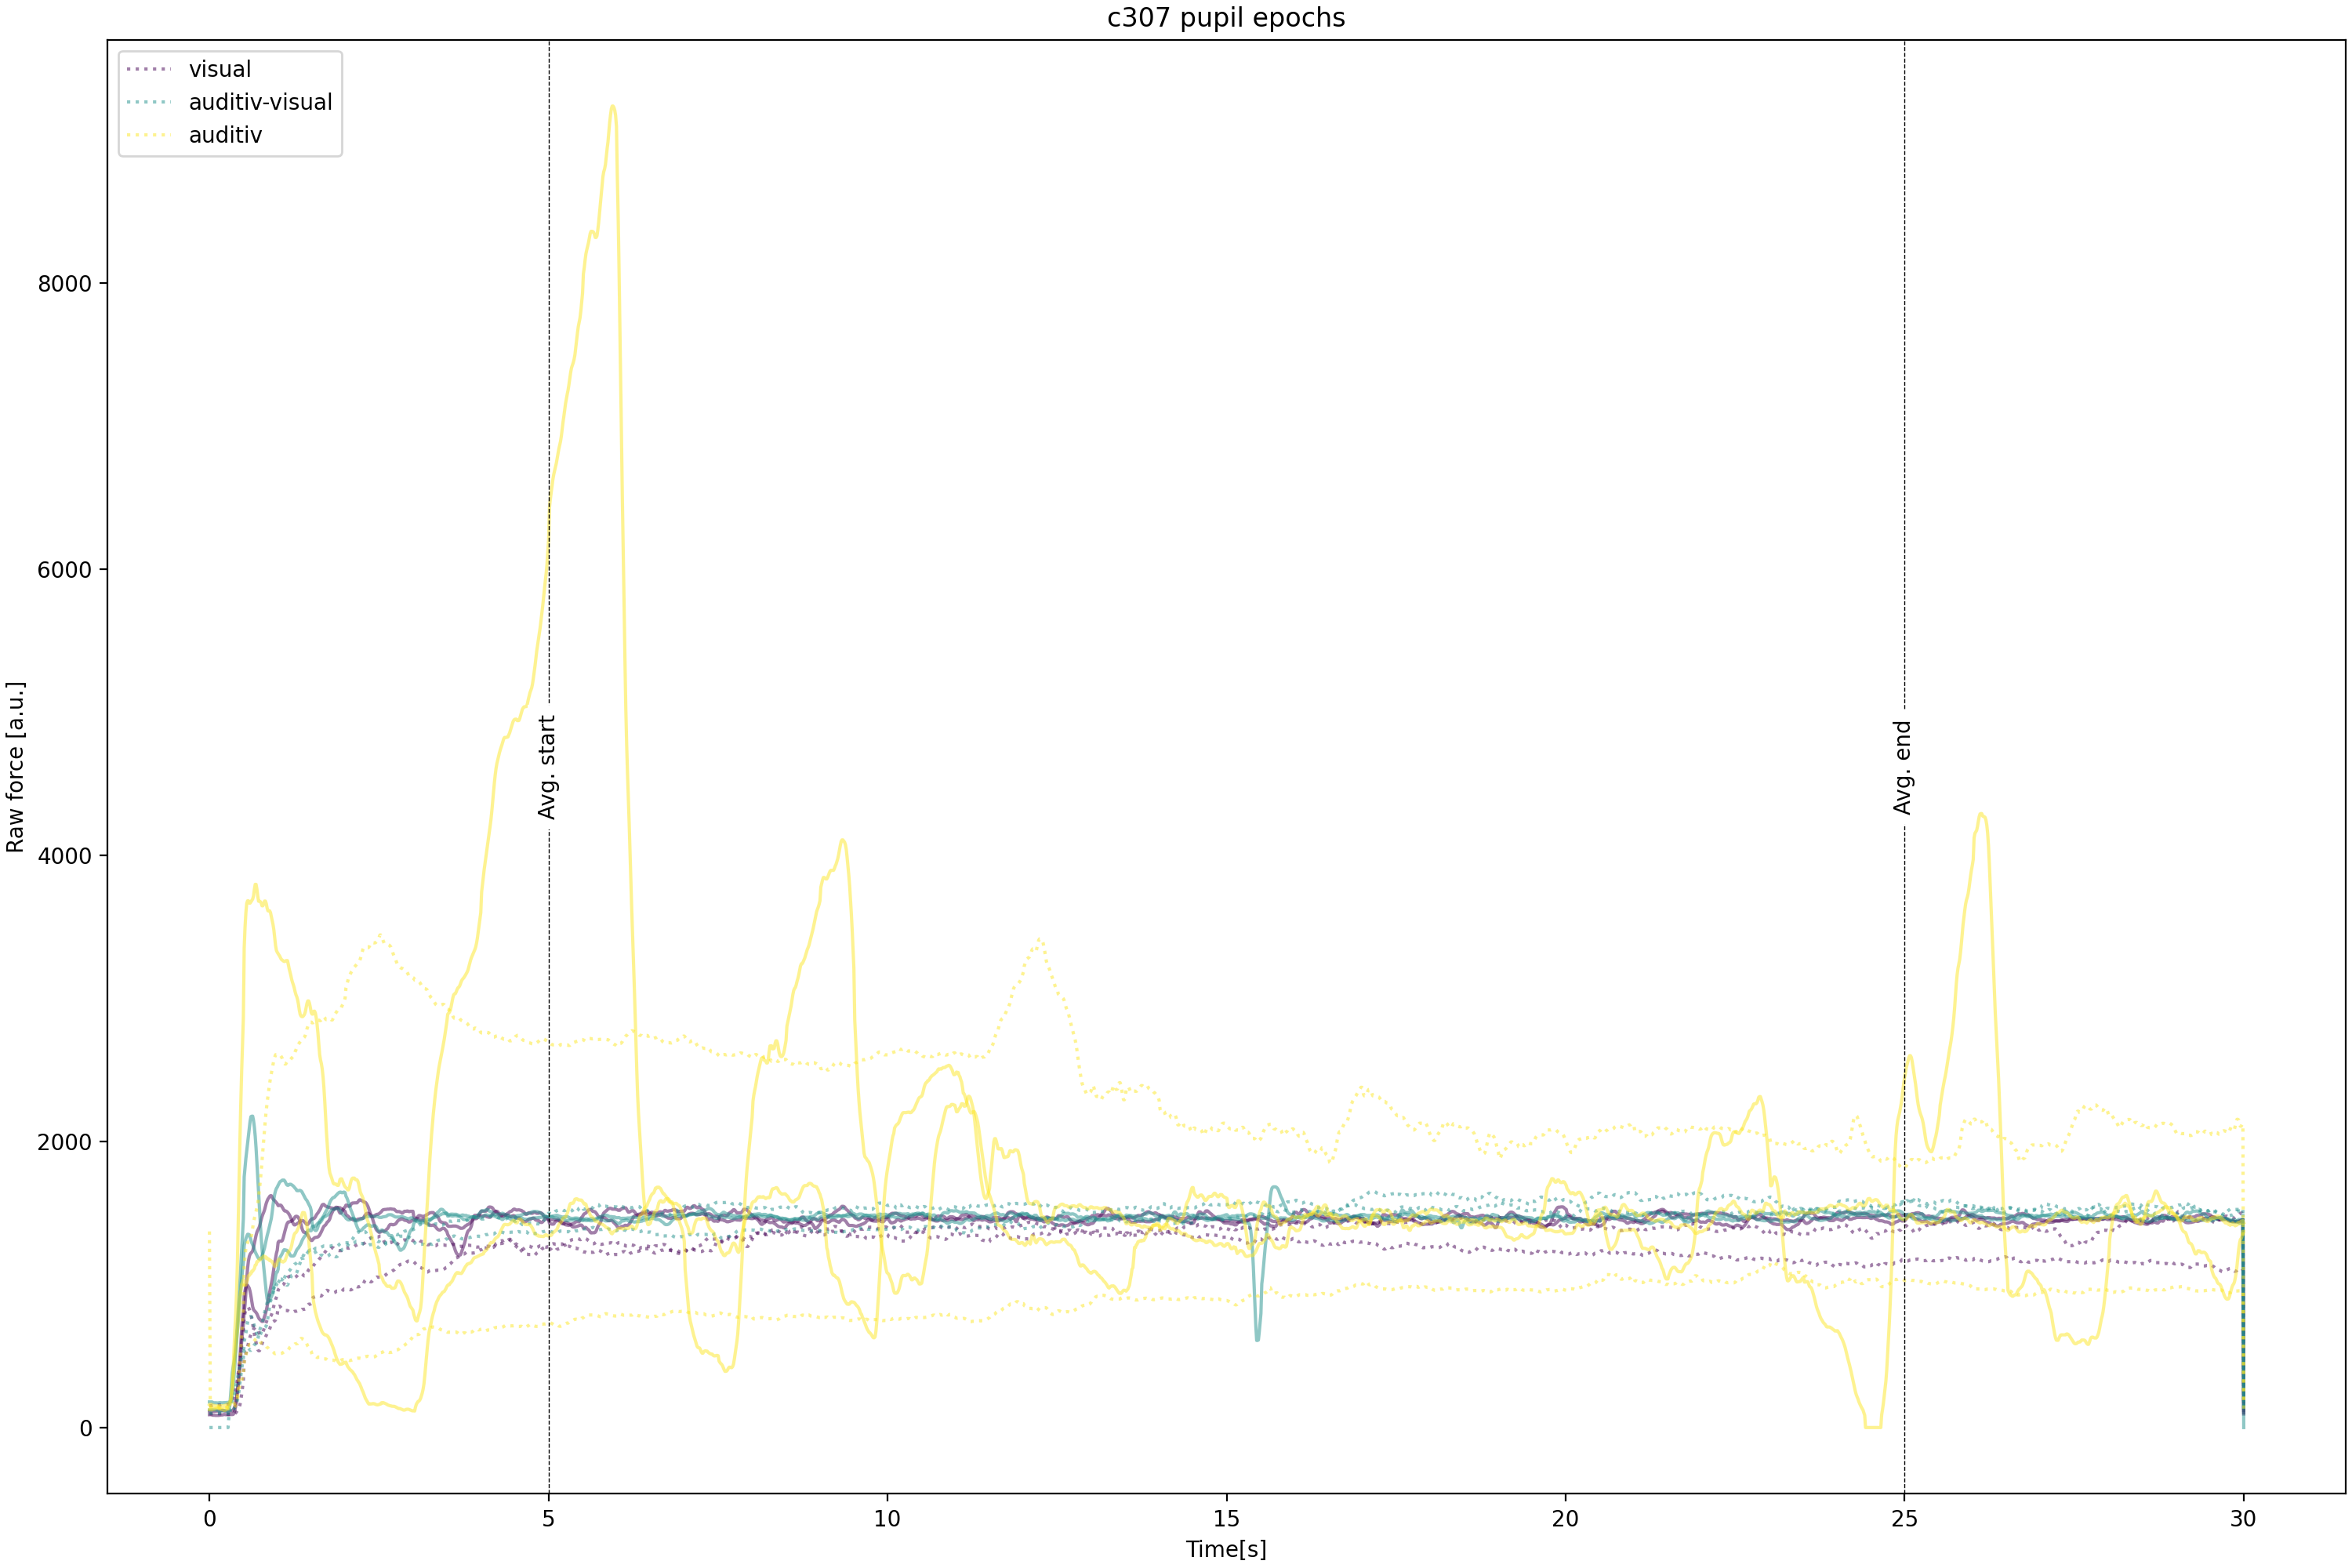 c307 pupil epochs
visual
auditiv-visual
auditiv
8000
6000
4000
2000
0
Raw force [a.u.]
Avg. start
Avg. end
0 5 10 15 20 25 30
Time[s]